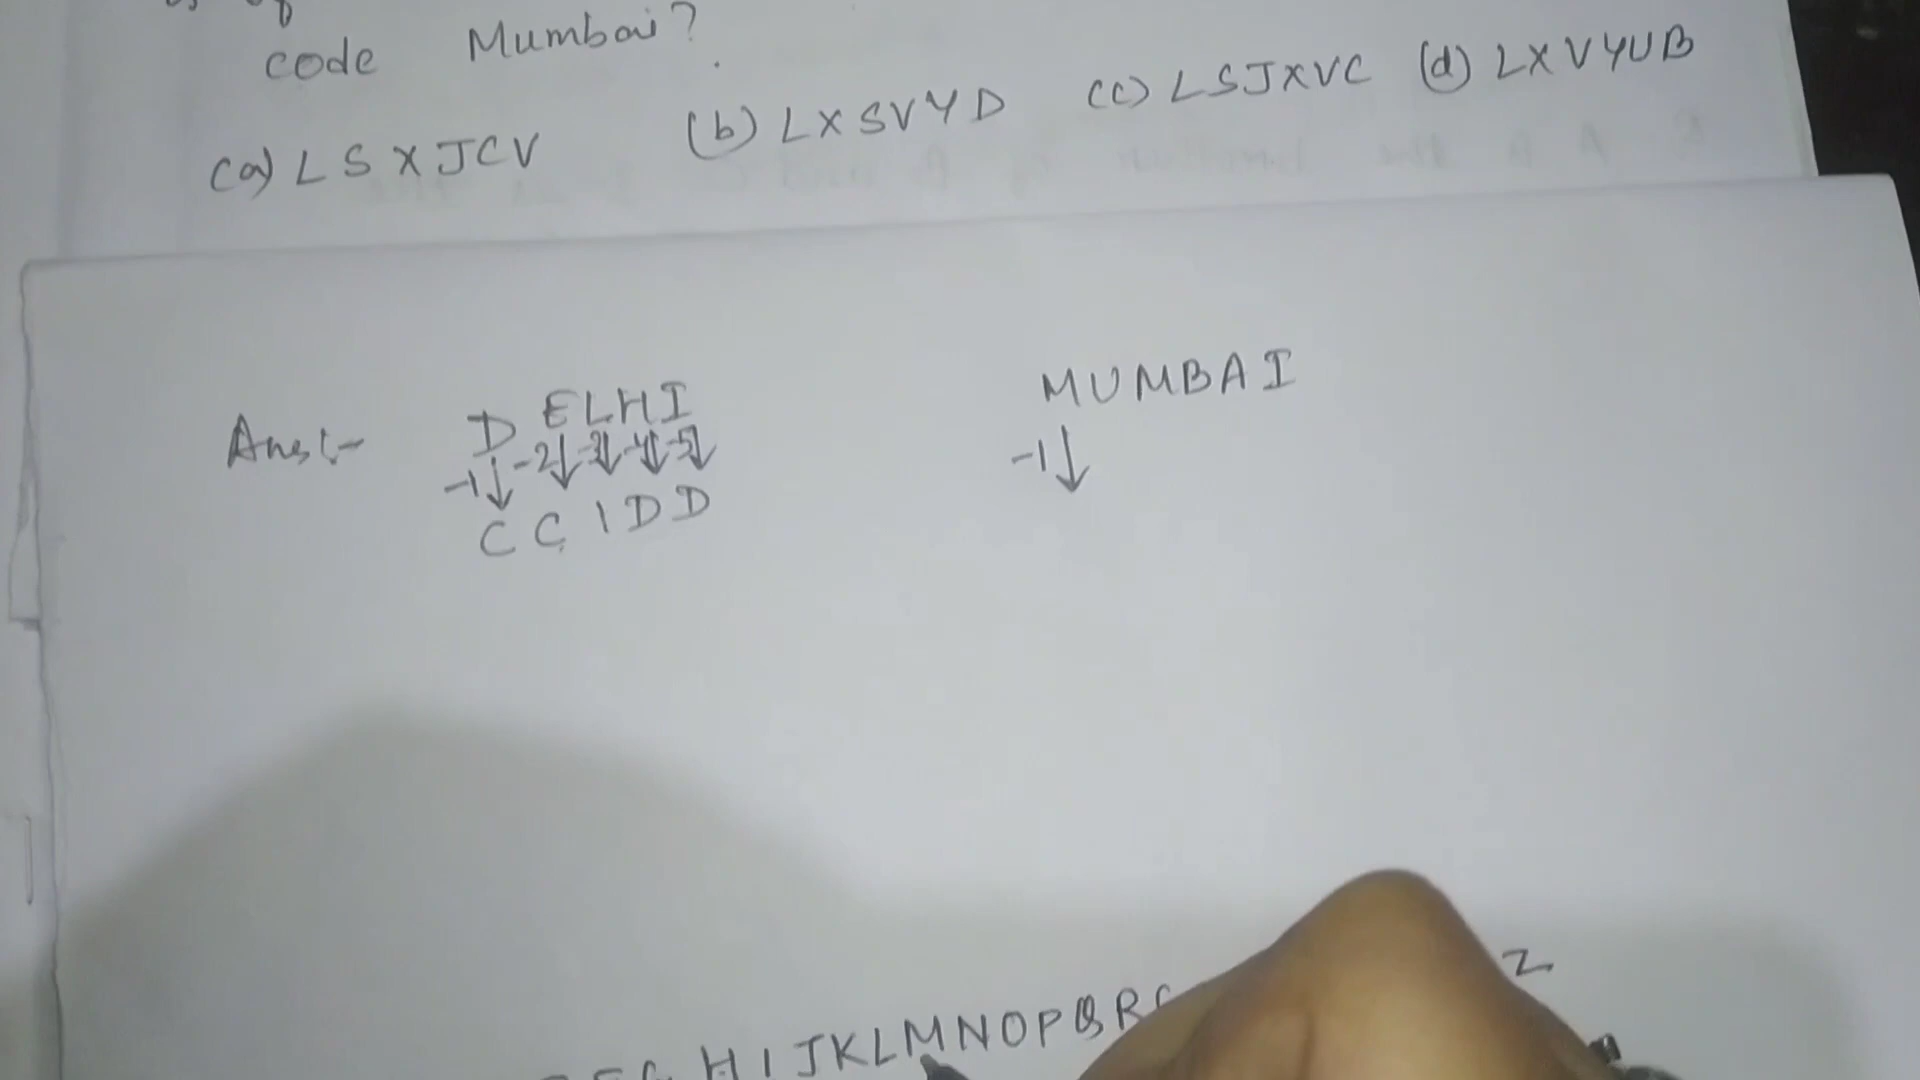 code Mumbai?
(a) LSXJCV (b) LXSVYD (c) LSJXVC (d) LXVYUB
Ans:- DELHI MUMBAI
-1 -2 -3 -4 -5 -1
CCIDD
HIJKLMNOPQR Z